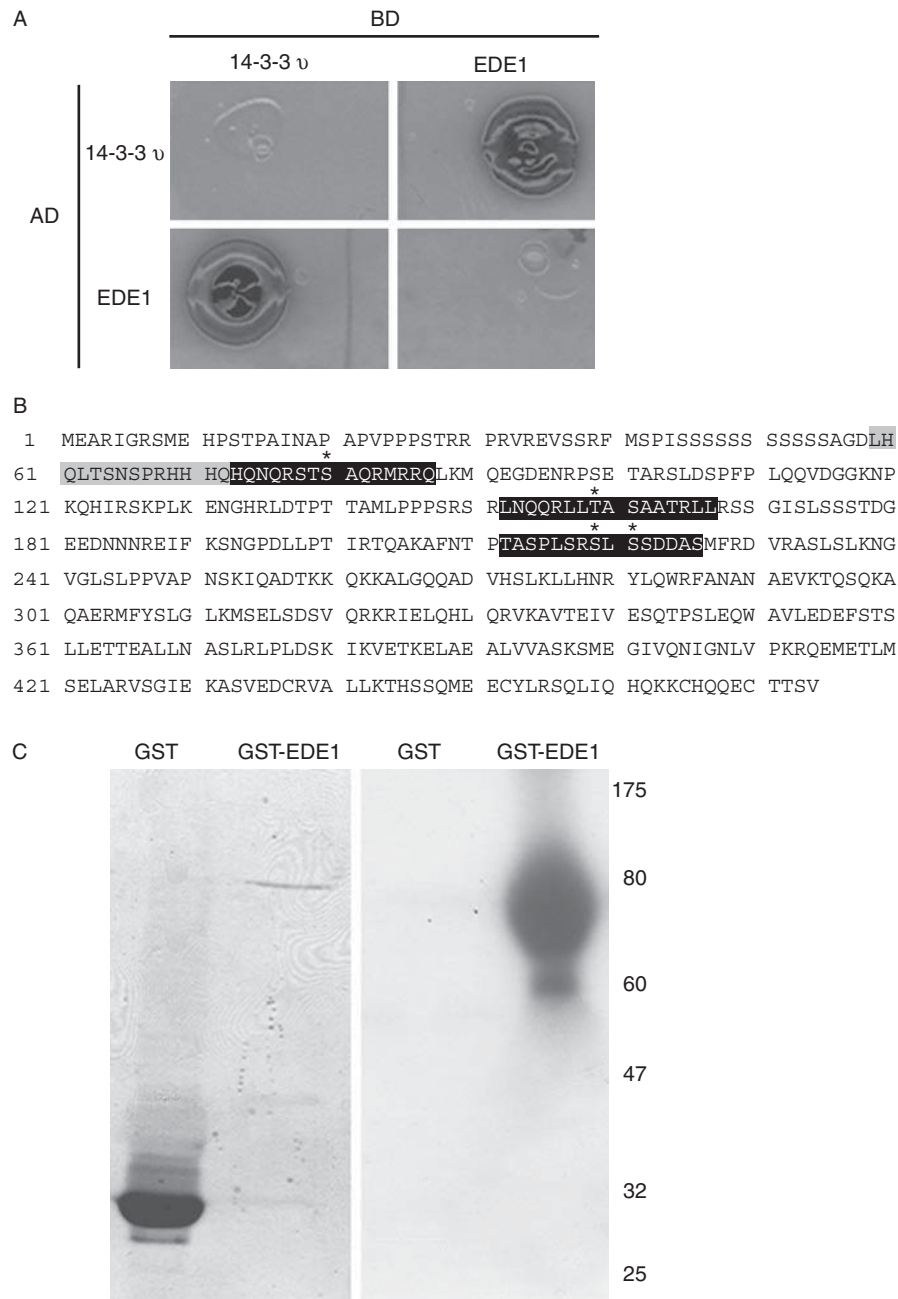 A
BD
14-3-3 υ
EDE1
14-3-3 υ
AD
EDE1
B
1 MEARIGRSME HPSTPAINAP APVPPPSTRR PRVREVSSRF MSPISSSSSS SSSSSAGDLH
*
61 QLTSNSPRHH HQHQNQRSTS AQRMRRQLKM QEGDENRPSE TARSLDSPFP LQQVDGGKNP
121 KQHIRSKPLK ENGHRLDTPT TAMLPPPSRS RLNQQRLLTA SAATRLLRSS GISLSSSTDG
*
* *
181 EEDNNNREIF KSNGPDLLPT IRTQAKAFNT PTASPLSRSL SSDDASMFRD VRASLSLKNG
241 VGLSLPPVAP NSKIQADTKK QKKALGQQAD VHSLKLLHNR YLQWRFANAN AEVKTQSQKA
301 QAERMFYSLG LKMSELSDSV QRKRIELQHL QRVKAVTEIV ESQTPSLEQW AVLEDEFSTS
361 LLETTEALLN ASLRLPLDSK IKVETKELAE ALVVASKSME GIVQNIGNLV PKRQEMETLM
421 SELARVSGIE KASVEDCRVA LLKTHSSQME ECYLRSQLIQ HQKKCHQQEC TTSV
C
GST GST-EDE1 GST GST-EDE1
175
80
60
47
32
25